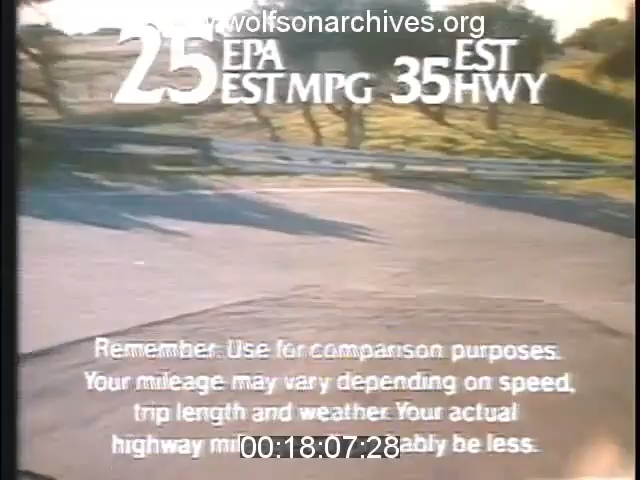 w.wolfsonarchives.org
25 EPA EST MPG 35 EST HWY
Remember: Use for comparison purposes.
Your mileage may vary depending on speed,
trip length and weather. Your actual
highway ably be less.
00:18:07:28